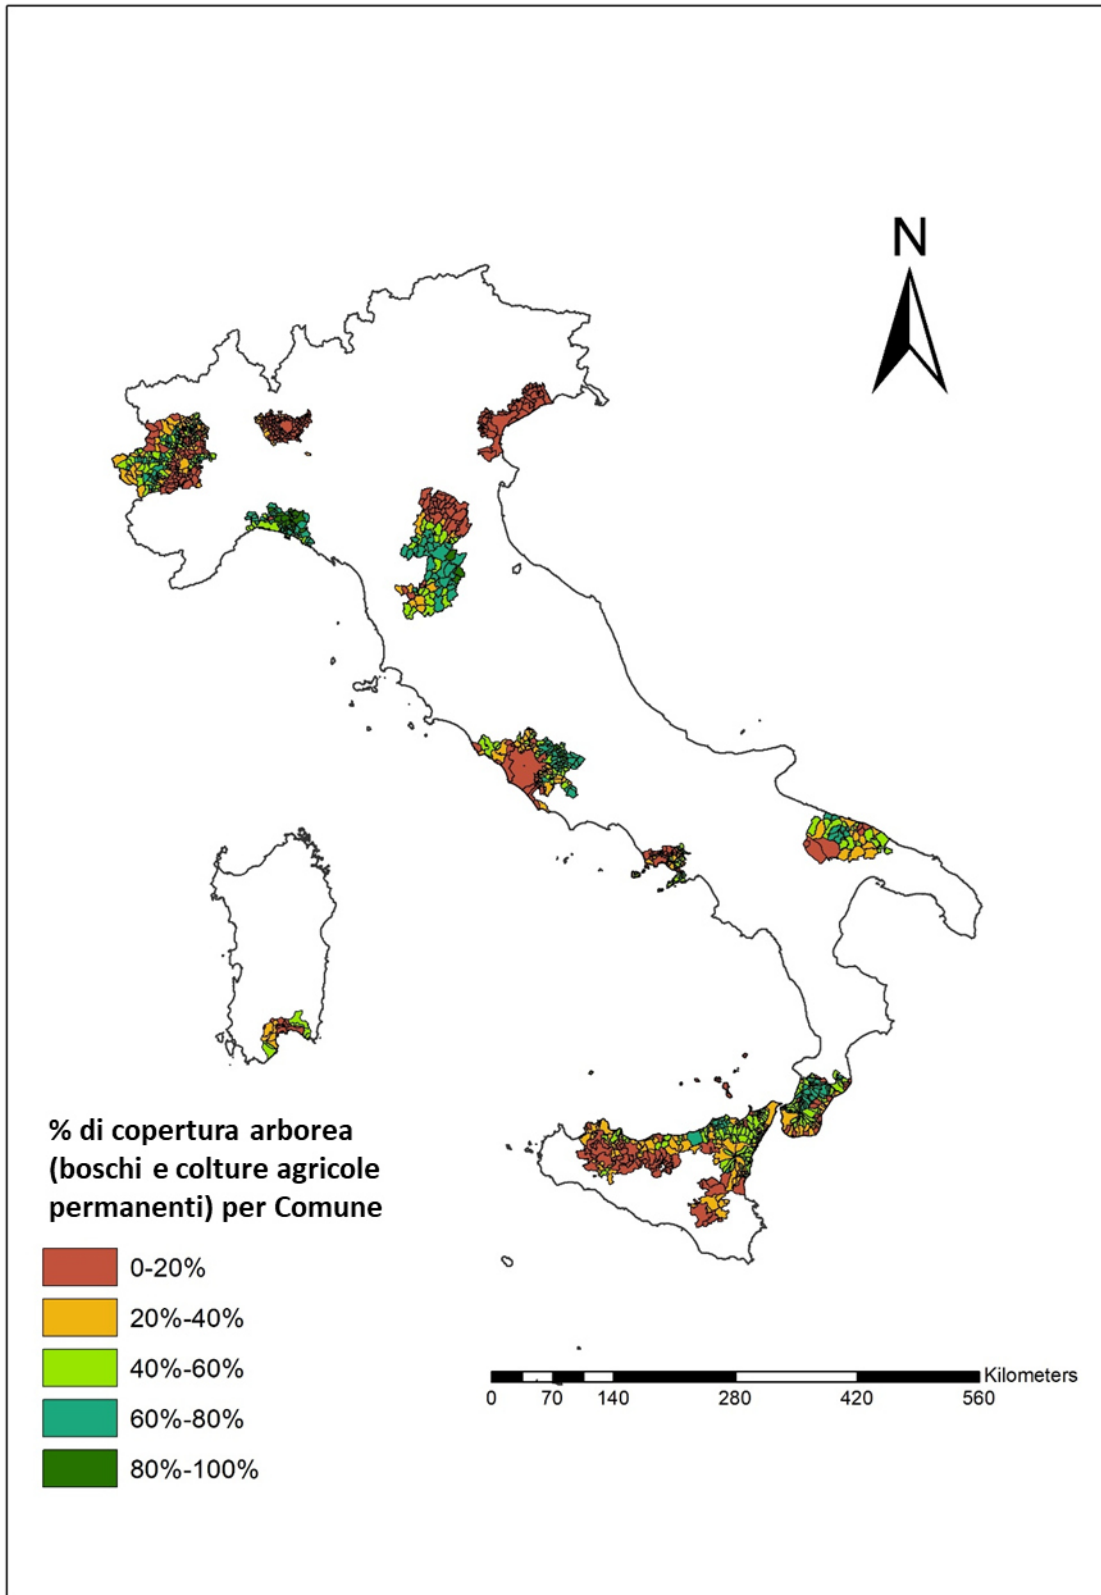 N
% di copertura arborea
(boschi e colture agricole
permanenti) per Comune
0-20%
20%-40%
40%-60%
60%-80%
80%-100%
Kilometers
0 70 140 280 420 560